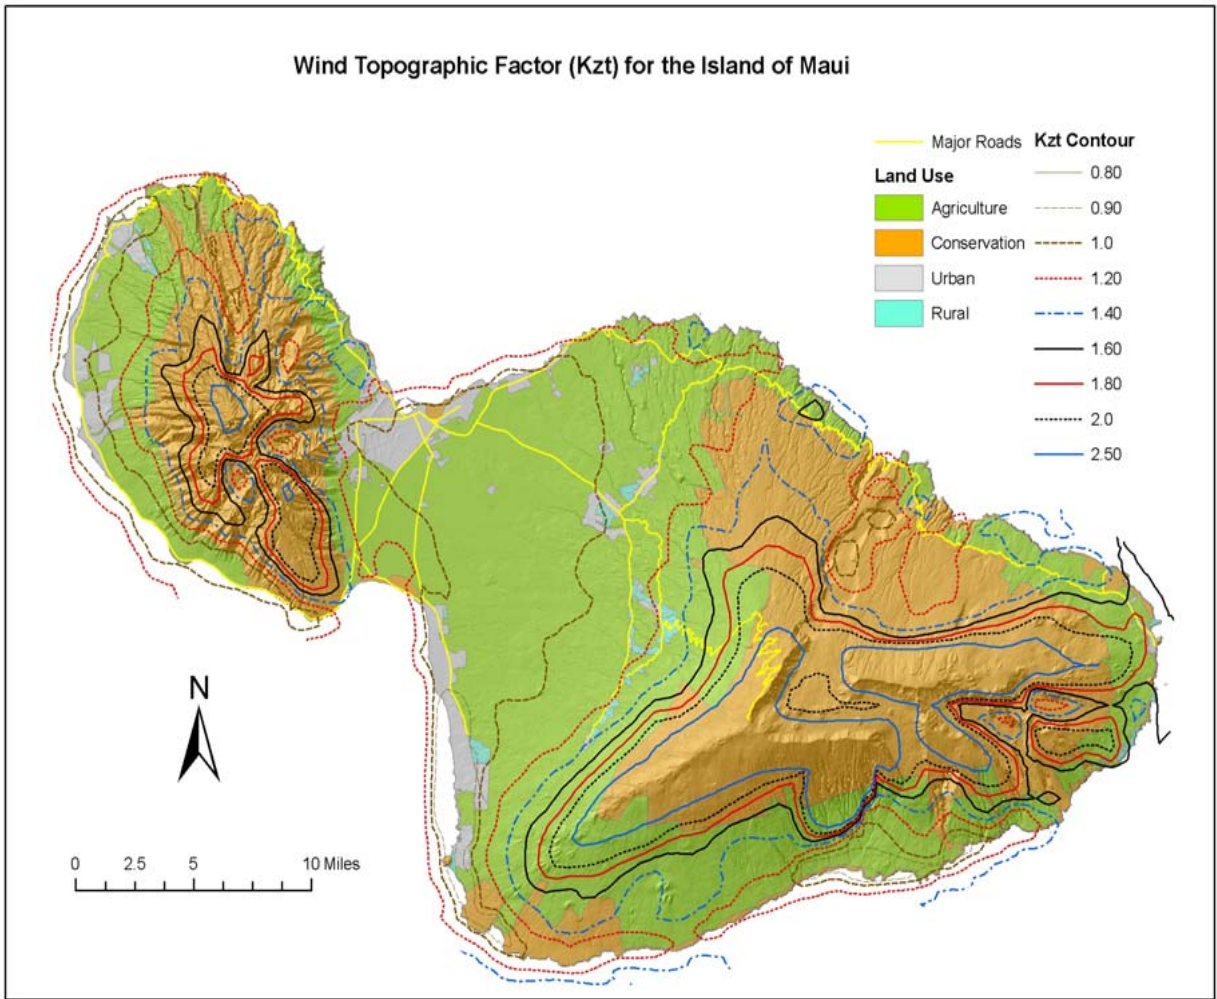 Wind Topographic Factor (Kzt) for the Island of Maui
Major Roads
Land Use
Agriculture
Conservation
Urban
Rural
Kzt Contour
0.80
0.90
1.0
1.20
1.40
1.60
1.80
2.0
2.50
N
0 2.5 5 10 Miles